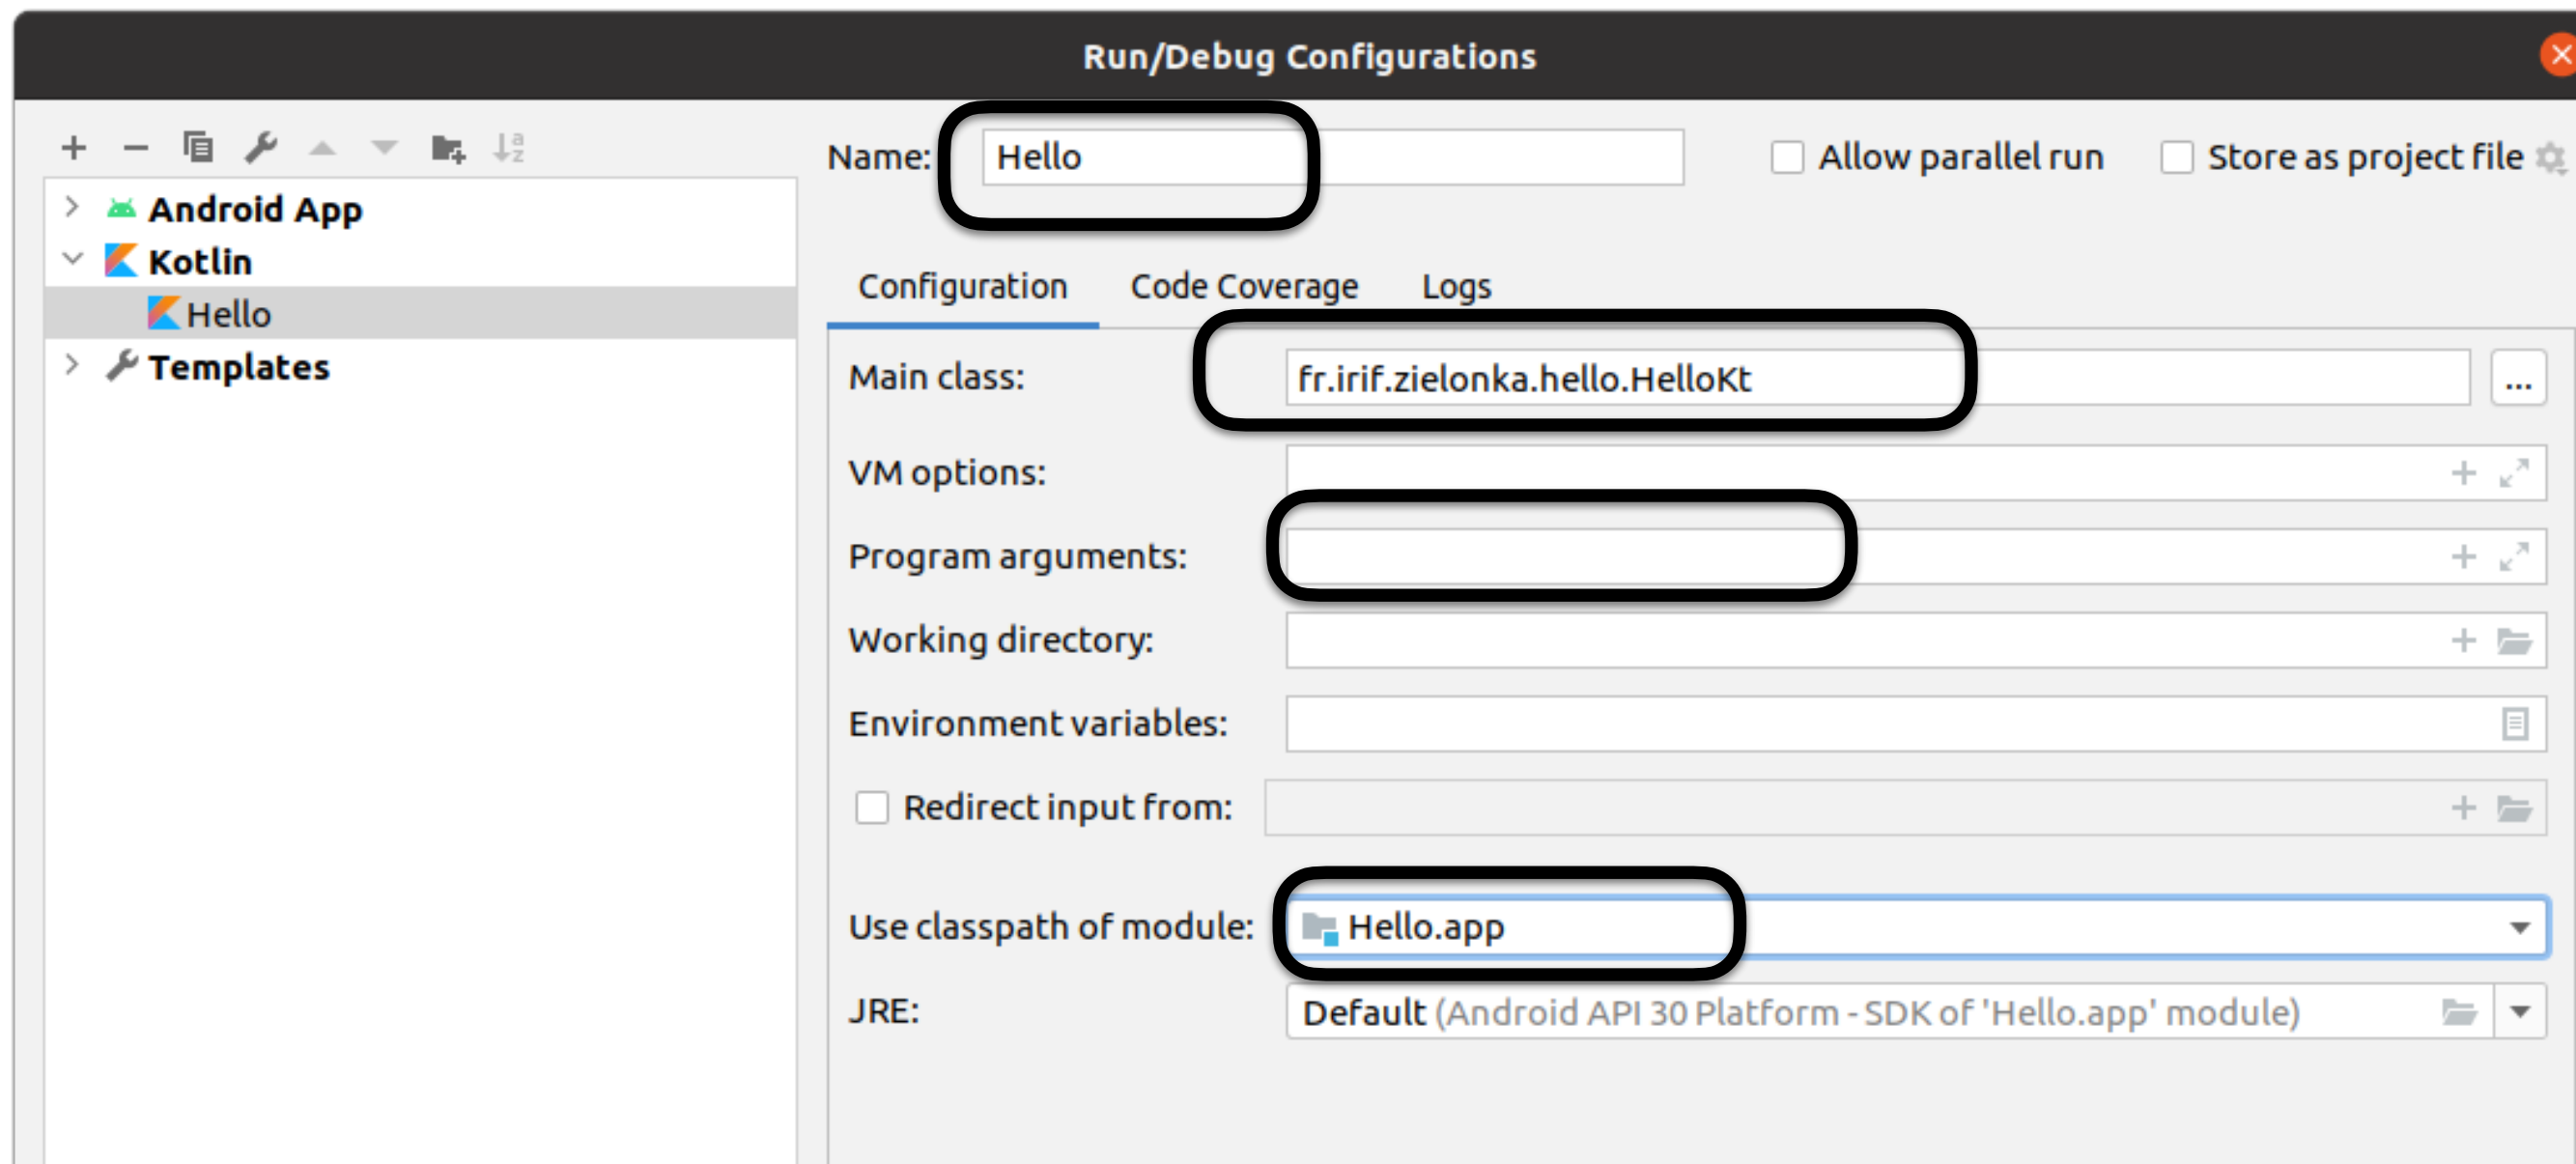 Run/Debug Configurations
Name: Hello Allow parallel run Store as project file
Android App
Kotlin
Hello
Templates
Configuration Code Coverage Logs
Main class: fr.irif.zielonka.hello.HelloKt ...
VM options:
Program arguments:
Working directory:
Environment variables:
Redirect input from:
Use classpath of module: Hello.app
JRE: Default (Android API 30 Platform - SDK of 'Hello.app' module)